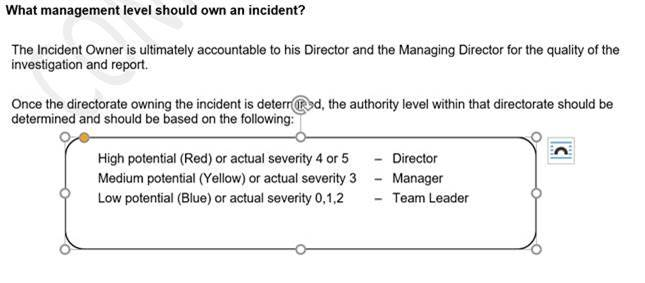 What management level should own an incident?
The Incident Owner is ultimately accountable to his Director and the Managing Director for the quality of the
investigation and report.
Once the directorate owning the incident is the authority level within that directorate should be
determined and should be based on the following:
High potential (Red) or actual severity 4 or 5 – Director
Medium potential (Yellow) or actual severity 3 – Manager
Low potential (Blue) or actual severity 0,1,2 – Team Leader